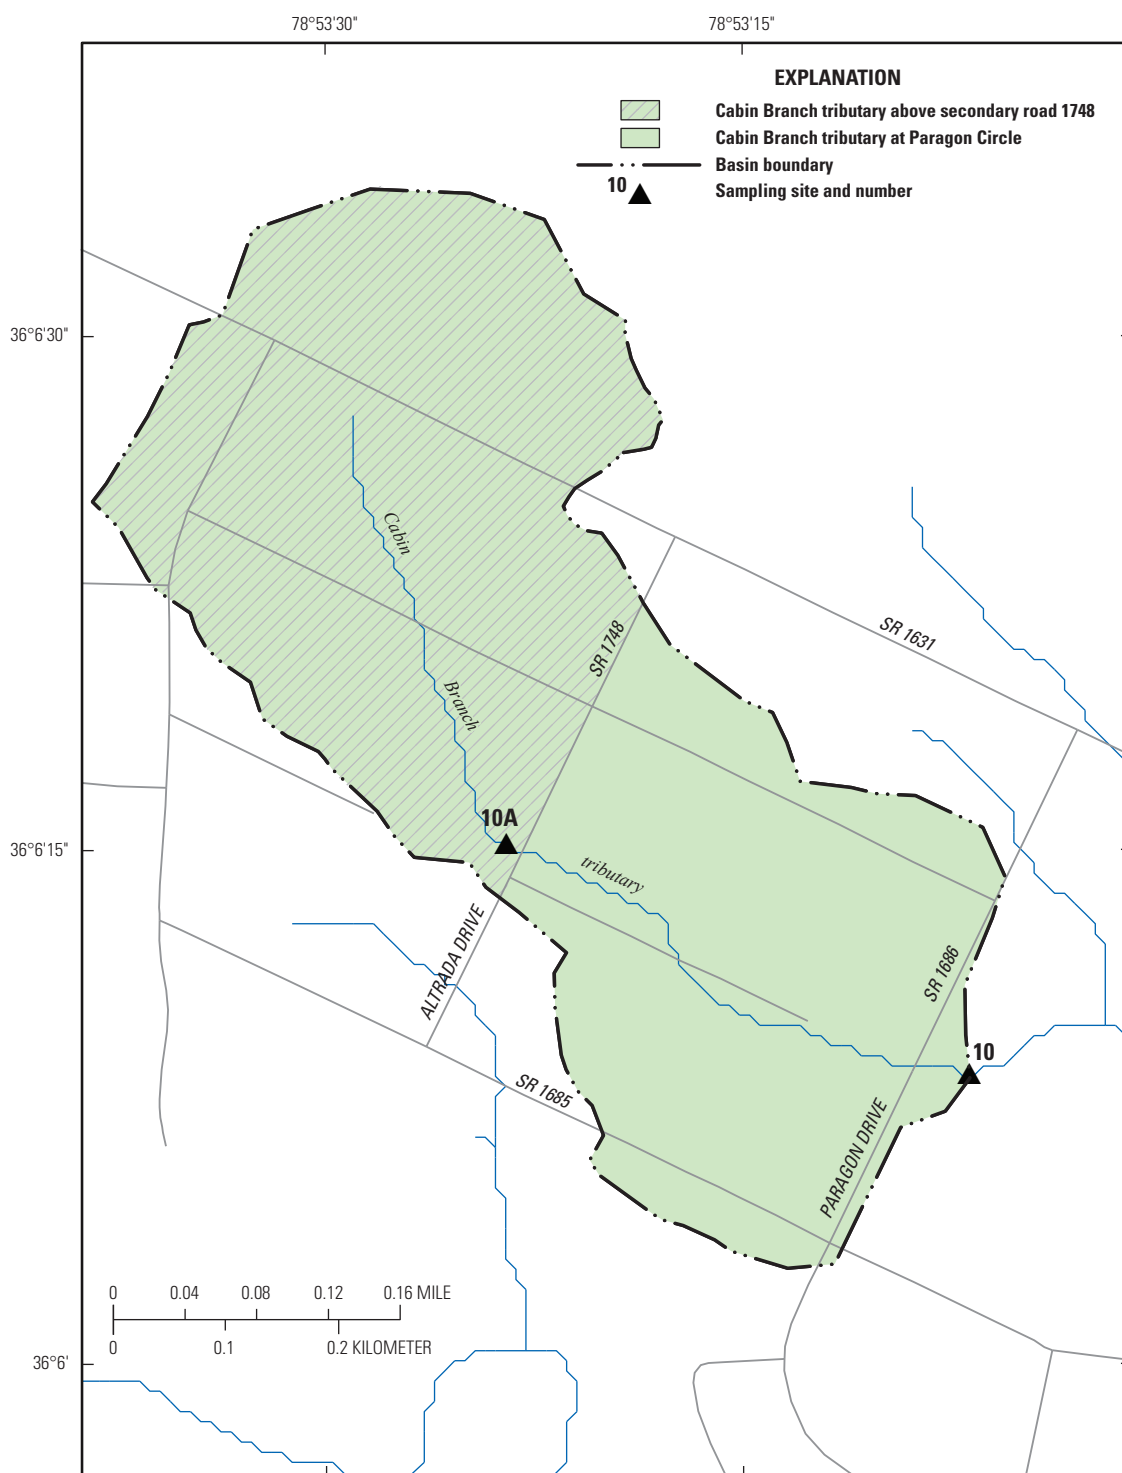 78°53'30"
78°53'15"
EXPLANATION
Cabin Branch tributary above secondary road 1748
Cabin Branch tributary at Paragon Circle
Basin boundary
10
Sampling site and number
36°6'30"
Cabin
SR 1748
SR 1631
Branch
10A
36°6'15"
tributary
ALTRADA DRIVE
SR 1686
10
SR 1685
PARAGON DRIVE
0 0.04 0.08 0.12 0.16 MILE
0 0.1 0.2 KILOMETER
36°6'